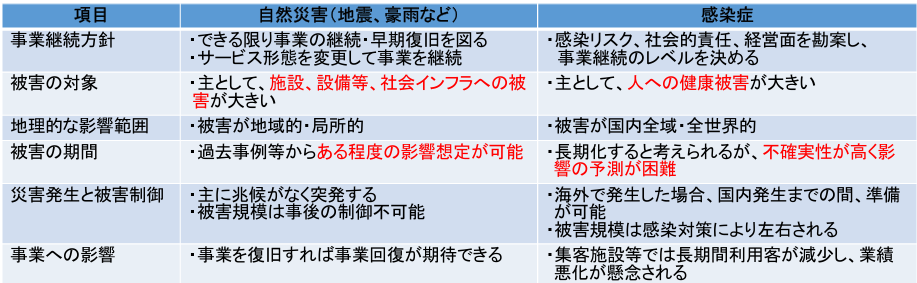 項目
自然災害（地震、豪雨など）
感染症
事業継続方針
・できる限り事業の継続・早期復旧を図る
・サービス形態を変更して事業を継続
・感染リスク、社会的責任、経営面を勘案し、
事業継続のレベルを決める
被害の対象
・主として、施設、設備等、社会インフラへの被
害が大きい
・主として、人への健康被害が大きい
地理的な影響範囲
・被害が地域的・局所的
・被害が国内全域・全世界的
被害の期間
・過去事例等からある程度の影響想定が可能
・長期化すると考えられるが、不確実性が高く影
響の予測が困難
災害発生と被害制御
・主に兆候がなく突発する
・被害規模は事後の制御不可能
・海外で発生した場合、国内発生までの間、準備
が可能
・被害規模は感染対策により左右される
事業への影響
・事業を復旧すれば事業回復が期待できる
・集客施設等では長期間利用客が減少し、業績
悪化が懸念される